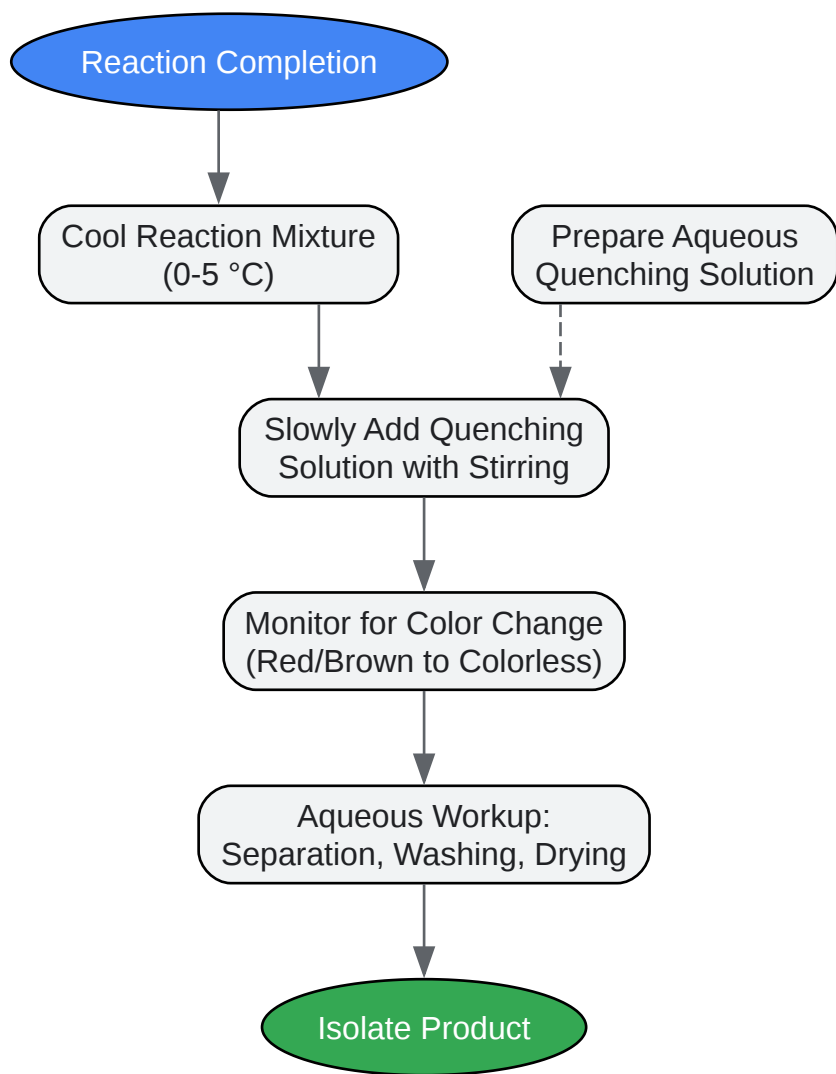 Reaction Completion
Cool Reaction Mixture
(0-5 °C)
Prepare Aqueous
Quenching Solution
Slowly Add Quenching
Solution with Stirring
Monitor for Color Change
(Red/Brown to Colorless)
Aqueous Workup:
Separation, Washing, Drying
Isolate Product